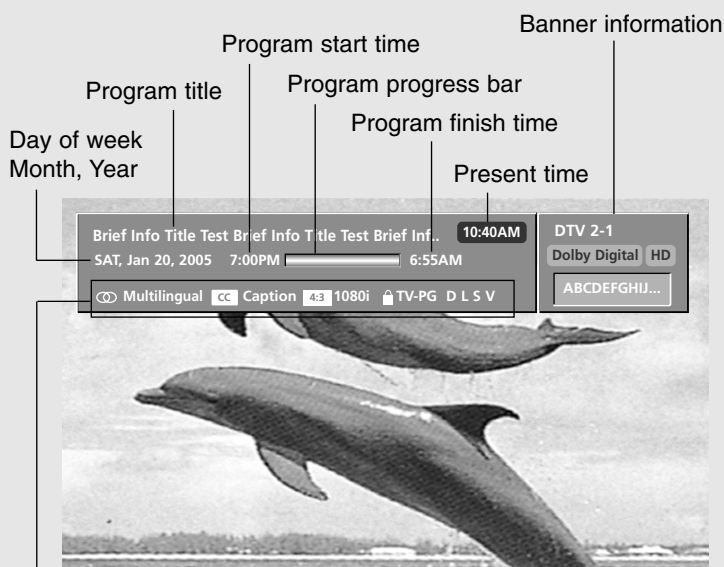 Banner information
Program start time
Program title
Program progress bar
Program finish time
Day of week
Month, Year
Present time
Brief Info Title Test Brief Info Title Test Brief Inf..
10:40AM
SAT, Jan 20, 2005 7:00PM 6:55AM
Multilingual CC Caption 4:3 1080i TV-PG D L S V
DTV 2-1
Dolby Digital HD
ABCDEFGHIJ...